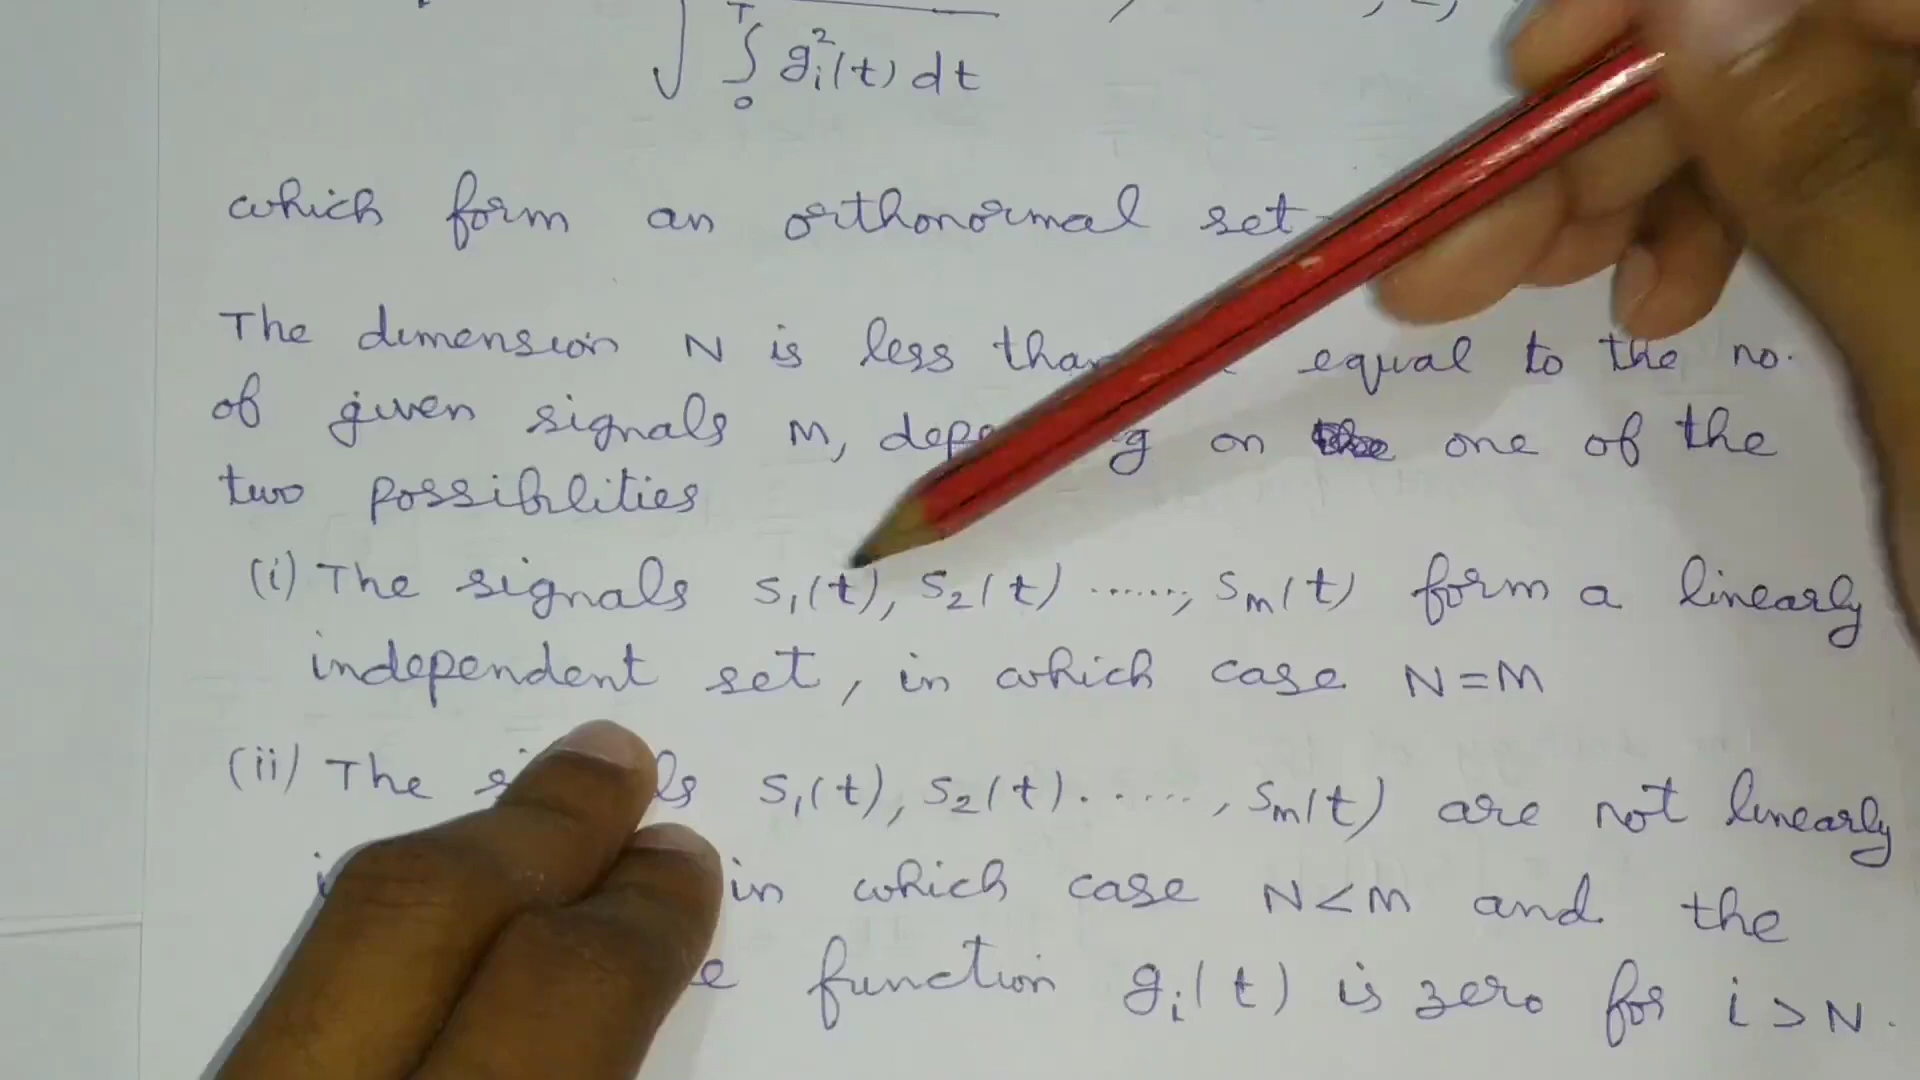 √ ∫₀ᵀ gᵢ²(t) dt
which form an orthonormal set
The dimension N is less than equal to the no.
of given signals M, on one of the
two possibilities
(i) The signals s₁(t), s₂(t) ......, sₘ(t) form a linearly
independent set, in which case N=M
(ii) The s₁(t), s₂(t) ......, sₘ(t) are not linearly
in which case N<M and the
function gᵢ(t) is zero for i > N.